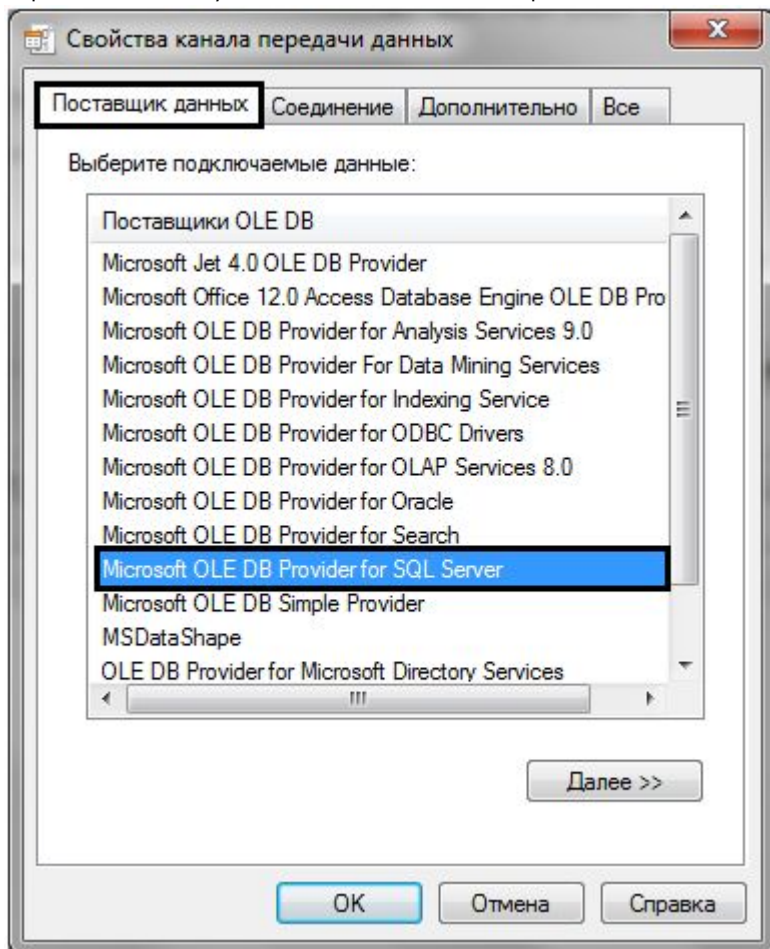 Свойства канала передачи данных
Поставщик данных Соединение Дополнительно Все
Выберите подключаемые данные:
Поставщики OLE DB
Microsoft Jet 4.0 OLE DB Provider
Microsoft Office 12.0 Access Database Engine OLE DB Pro
Microsoft OLE DB Provider for Analysis Services 9.0
Microsoft OLE DB Provider For Data Mining Services
Microsoft OLE DB Provider for Indexing Service
Microsoft OLE DB Provider for ODBC Drivers
Microsoft OLE DB Provider for OLAP Services 8.0
Microsoft OLE DB Provider for Oracle
Microsoft OLE DB Provider for Search
Microsoft OLE DB Provider for SQL Server
Microsoft OLE DB Simple Provider
MSDataShape
OLE DB Provider for Microsoft Directory Services
Далее >>
OK Отмена Справка